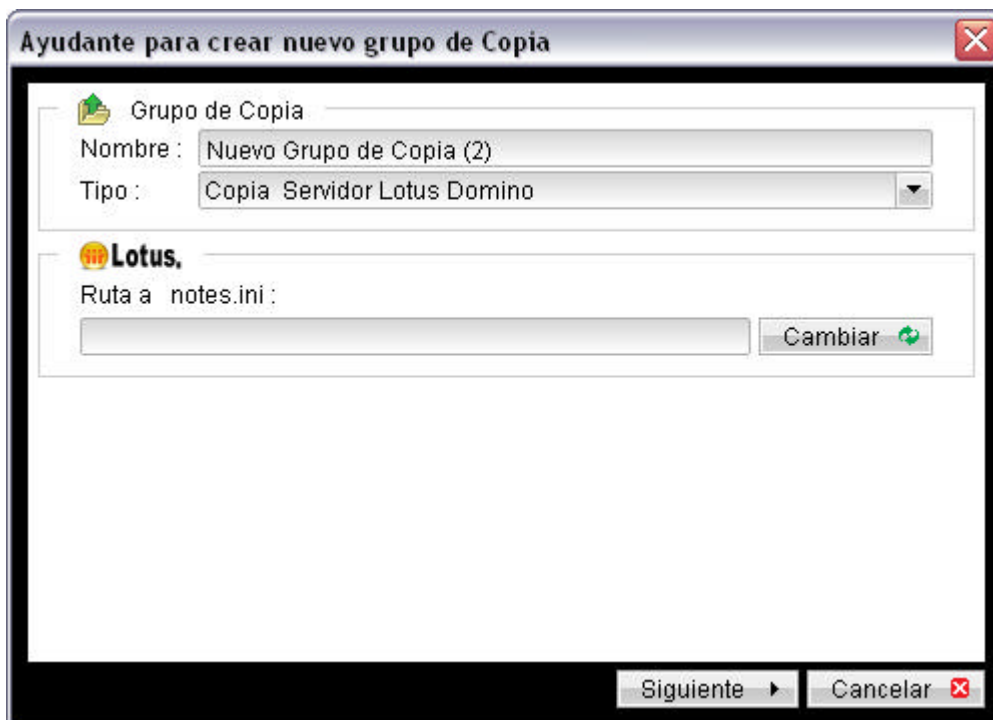 Ayudante para crear nuevo grupo de Copia
Grupo de Copia
Nombre : Nuevo Grupo de Copia (2)
Tipo : Copia Servidor Lotus Domino
Lotus.
Ruta a notes.ini :
Cambiar
Siguiente Cancelar